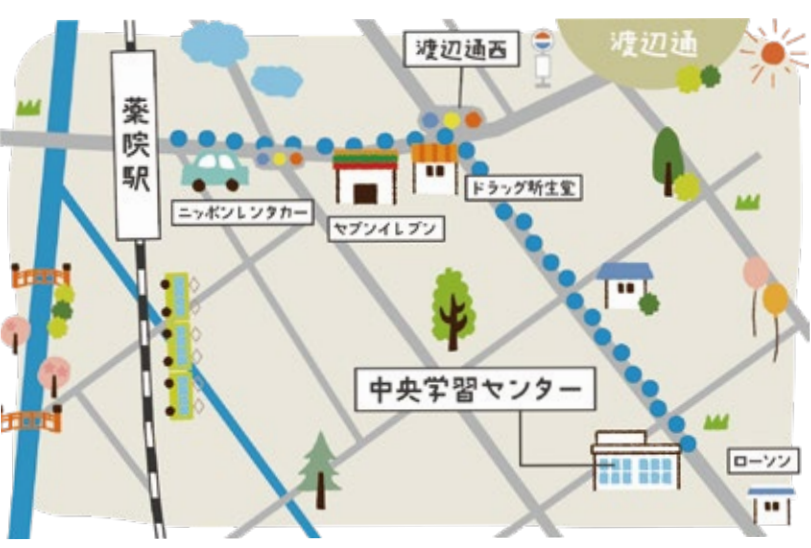 渡辺通西
渡辺通
薬院駅
ニッポンレンタカー
セブンイレブン
ドラッグ新生堂
中央学習センター
ローソン